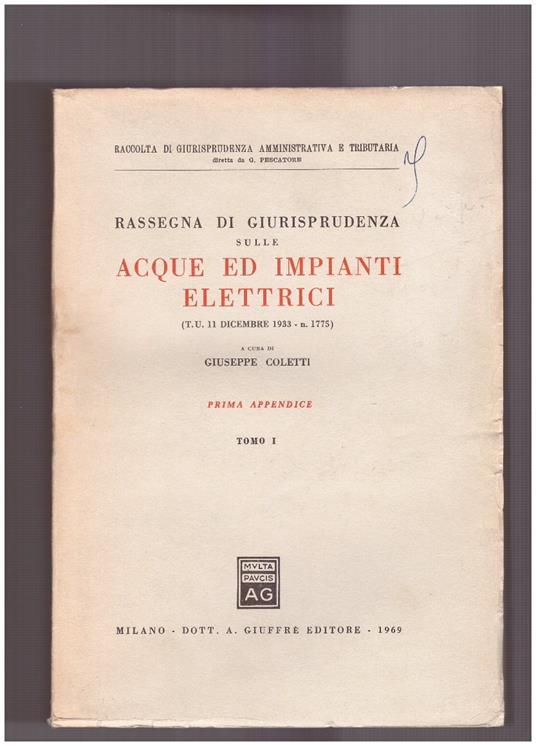 RACCOLTA DI GIURISPRUDENZA AMMINISTRATIVA E TRIBUTARIA
diretta da G. PESCATORE
RASSEGNA DI GIURISPRUDENZA
SULLE
ACQUE ED IMPIANTI
ELETTRICI
(T.U. 11 DICEMBRE 1933 - n. 1775)
A CURA DI
GIUSEPPE COLETTI
PRIMA APPENDICE
TOMO I
MVLTA
PAVCIS
AG
MILANO - DOTT. A. GIUFFRÈ EDITORE - 1969